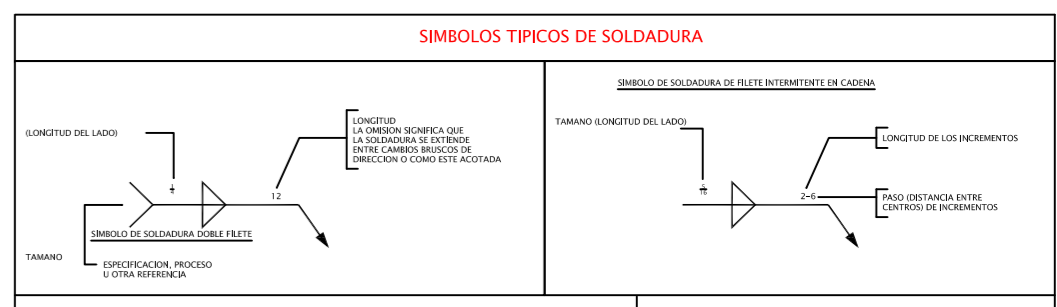 SIMBOLOS TIPICOS DE SOLDADURA
(LONGITUD DEL LADO)
LONGITUD
LA OMISION SIGNIFICA QUE
LA SOLDADURA SE EXTIENDE
ENTRE CAMBIOS BRUSCOS DE
DIRECCION O COMO ESTE ACOTADA
12
SIMBOLO DE SOLDADURA DOBLE FILETE
TAMANO
ESPECIFICACION, PROCESO
U OTRA REFERENCIA
SIMBOLO DE SOLDADURA DE FILETE INTERMITENTE EN CADENA
TAMANO (LONGITUD DEL LADO)
LONGITUD DE LOS INCREMENTOS
5/16
2-6
PASO (DISTANCIA ENTRE
CENTROS) DE INCREMENTOS